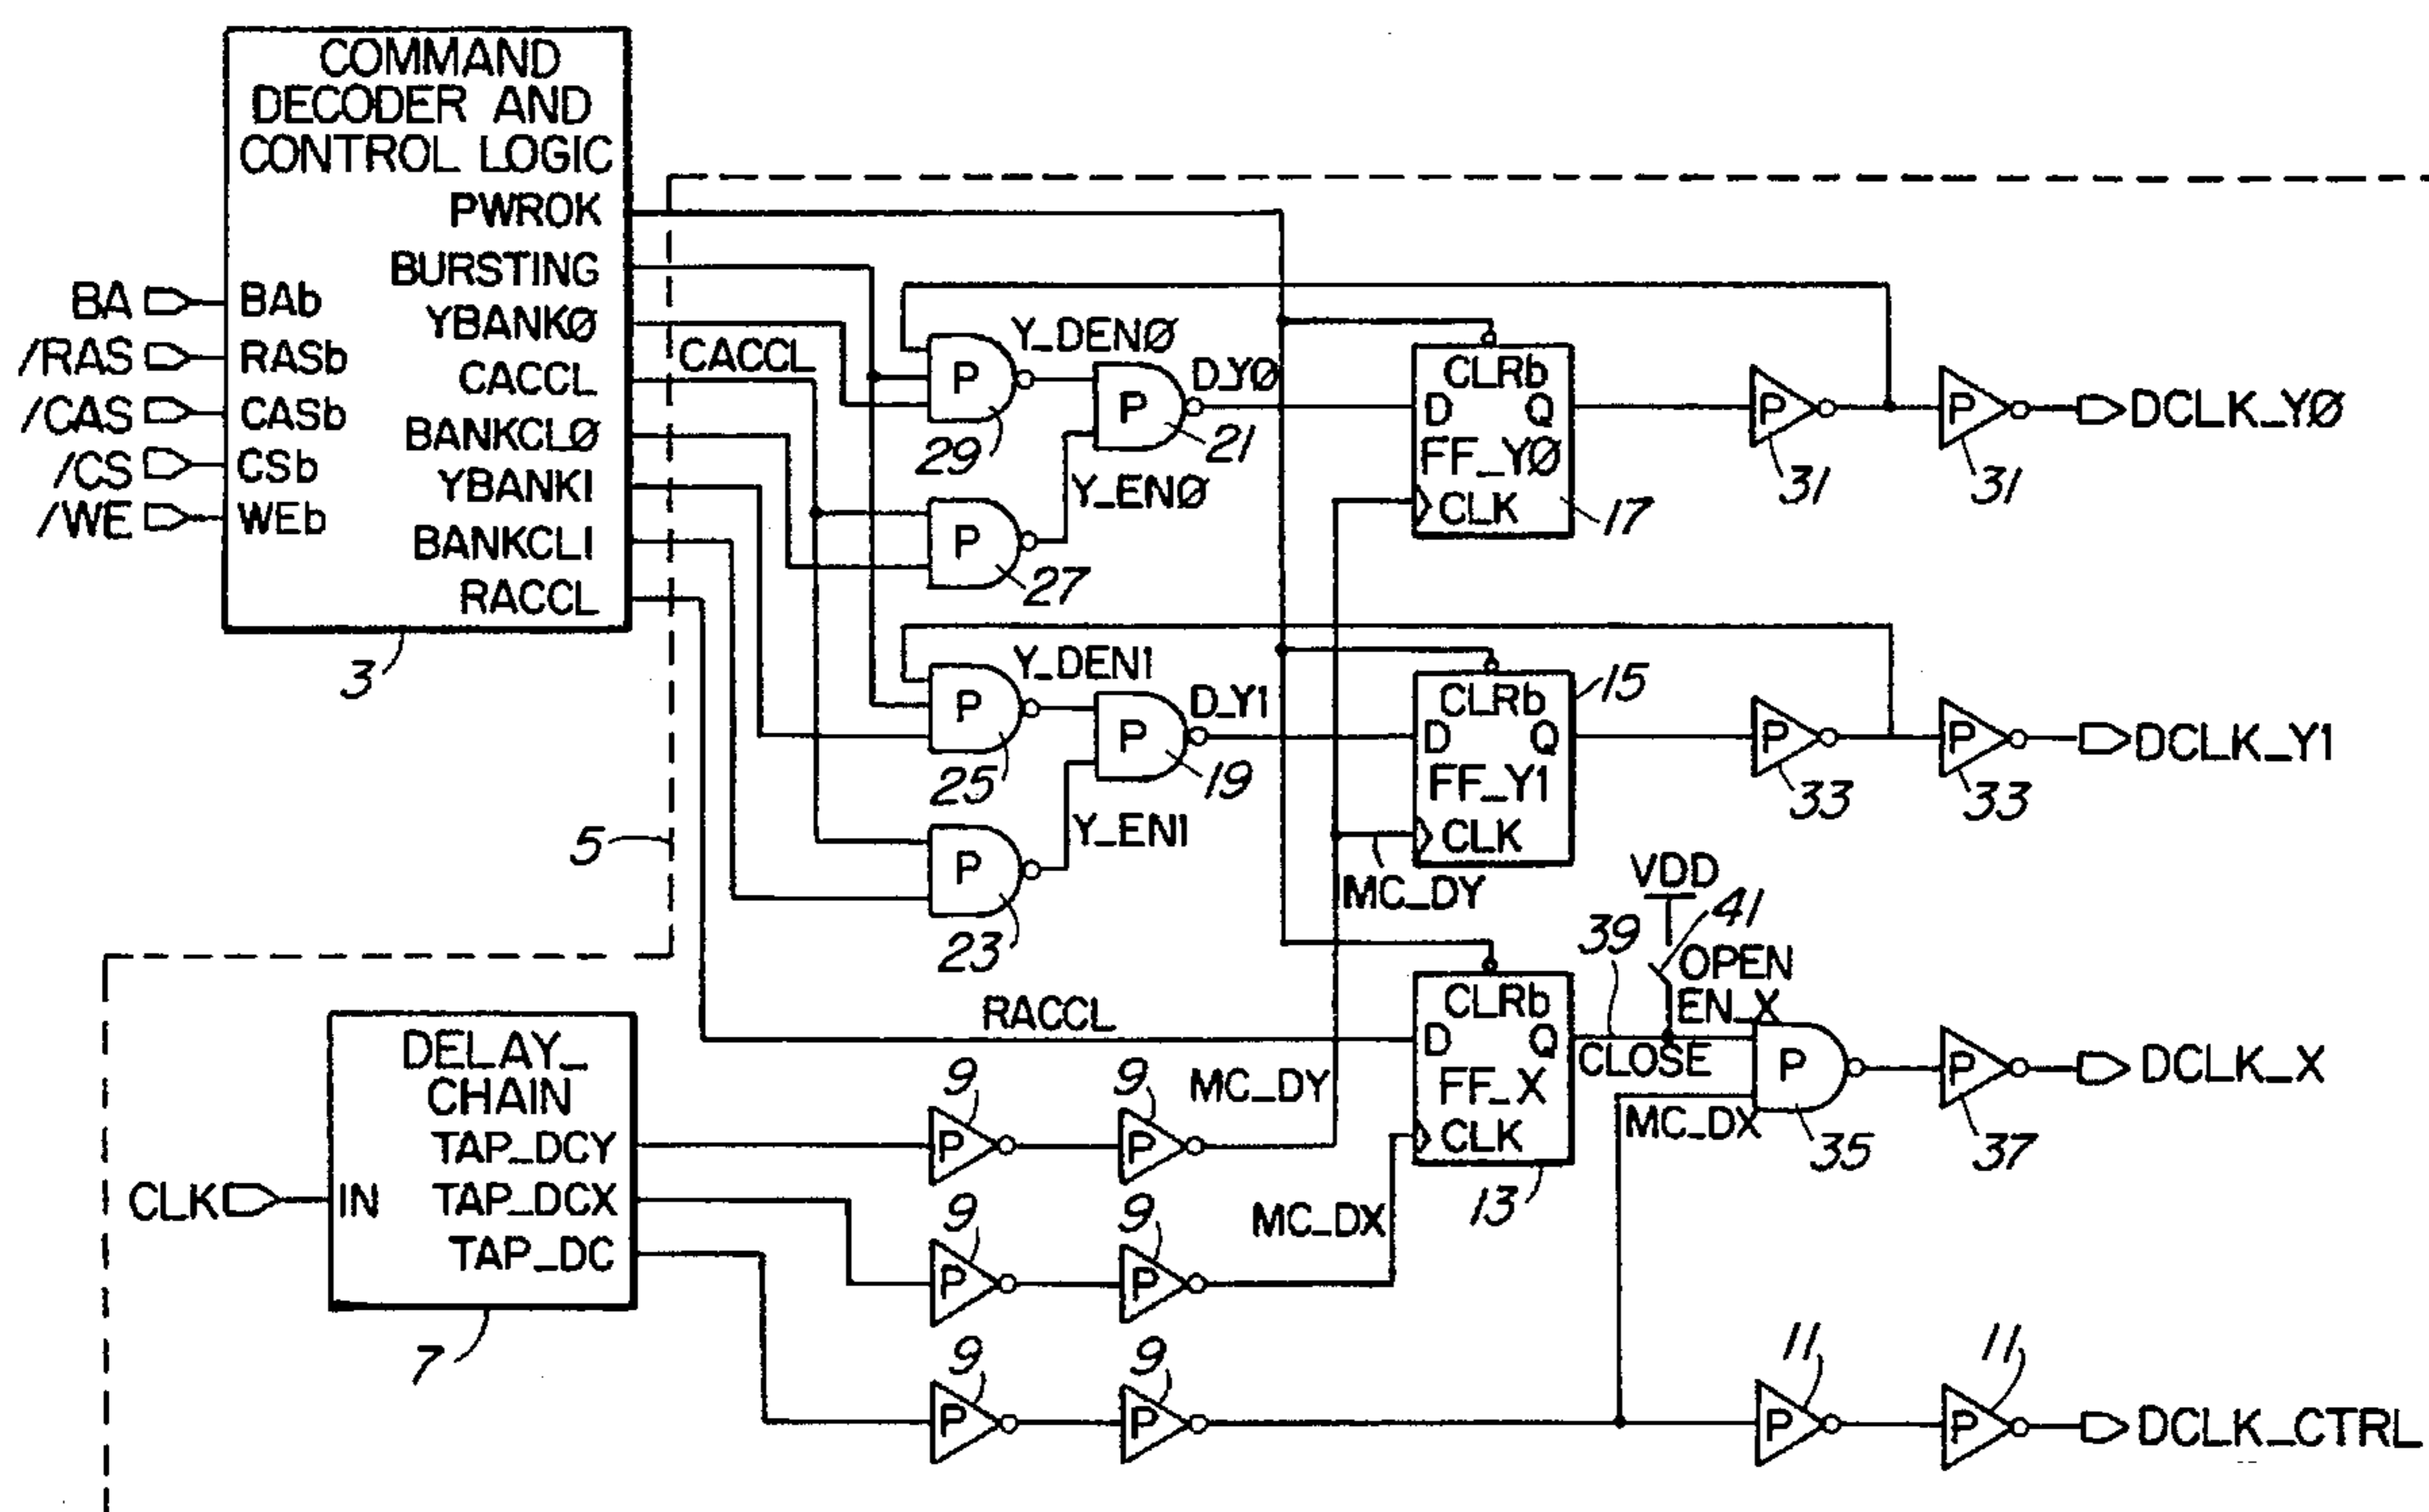 COMMAND
DECODER AND
CONTROL LOGIC
PWROK
BURSTING
YBANKØ
CACCL
BANKCLØ
YBANK1
BANKCL1
RACCL
BA
/RAS
/CAS
/CS
/WE
BAb
RASb
CASb
CSb
WEb
3
5
CACCL
P
29
Y_DENØ
P
21
D_YØ
P
27
Y_ENØ
CLRb
D Q
FF_YØ
CLK
17
P
31
P
31
DCLK_YØ
P
25
Y_DEN1
P
19
D_Y1
P
23
Y_EN1
CLRb
D Q
FF_Y1
CLK
15
MC_DY
P
33
P
33
DCLK_Y1
VDD
41
39
OPEN
EN_X
CLOSE
RACCL
CLRb
D Q
FF_X
CLK
13
P
35
MC_DX
P
37
DCLK_X
DELAY_
CHAIN
TAP_DCY
TAP_DCX
TAP_DC
CLK
IN
7
9
P
9
P
MC_DY
9
P
9
P
MC_DX
9
P
9
P
11
P
11
P
DCLK_CTRL